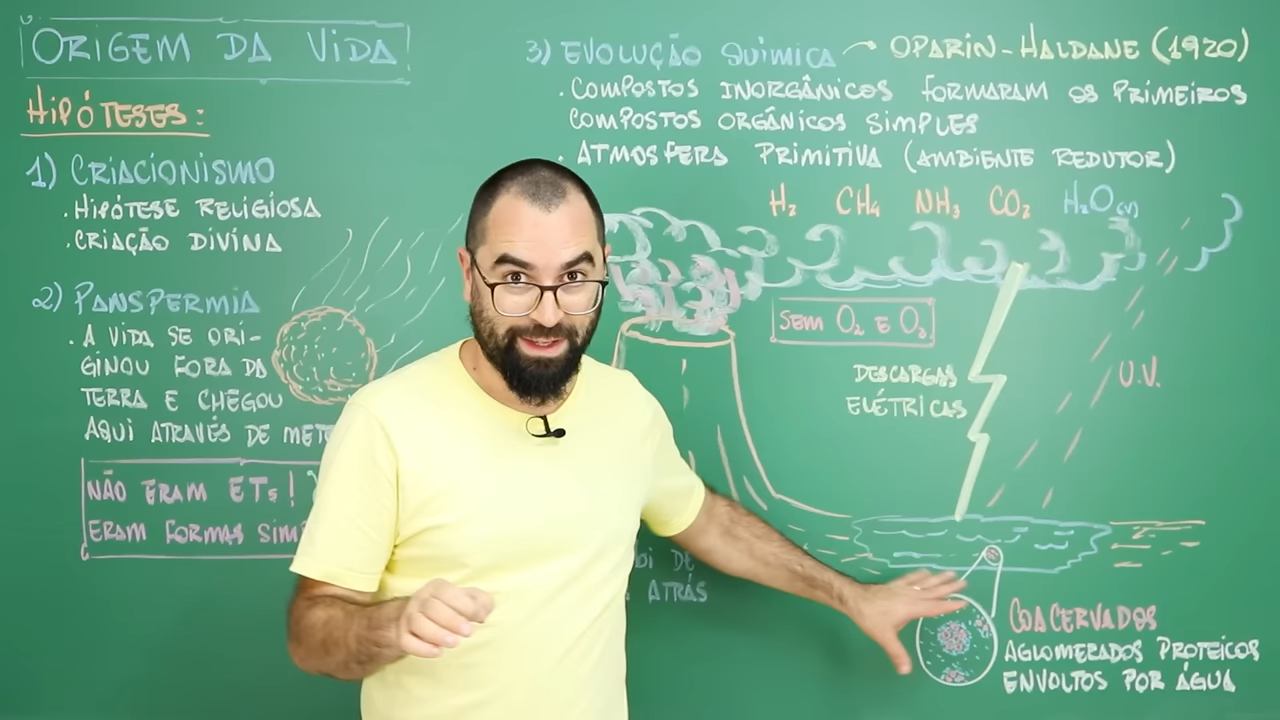 ORIGEM DA VIDA
HIPÓTESES:
1) CRIACIONISMO
. HIPÓTESE RELIGIOSA
. CRIAÇÃO DIVINA
2) PANSPERMIA
. A VIDA SE ORI-
GINOU FORA DA
TERRA E CHEGOU
AQUI ATRAVÉS DE
NÃO ERAM ETs!
ERAM FORMAS
3) EVOLUÇÃO QUÍMICA → OPARIN-HALDANE (1920)
. COMPOSTOS INORGÂNICOS FORMARAM OS PRIMEIROS
COMPOSTOS ORGÂNICOS SIMPLES
. ATMOSFERA PRIMITIVA (AMBIENTE REDUTOR)
H₂ CH₄ NH₃ CO₂ H₂O(v)
SEM O₂ E O₃
DESCARGAS
ELÉTRICAS
U.V.
DE
ATRÁS
COACERVADOS
AGLOMERADOS PROTEICOS
ENVOLTOS POR ÁGUA